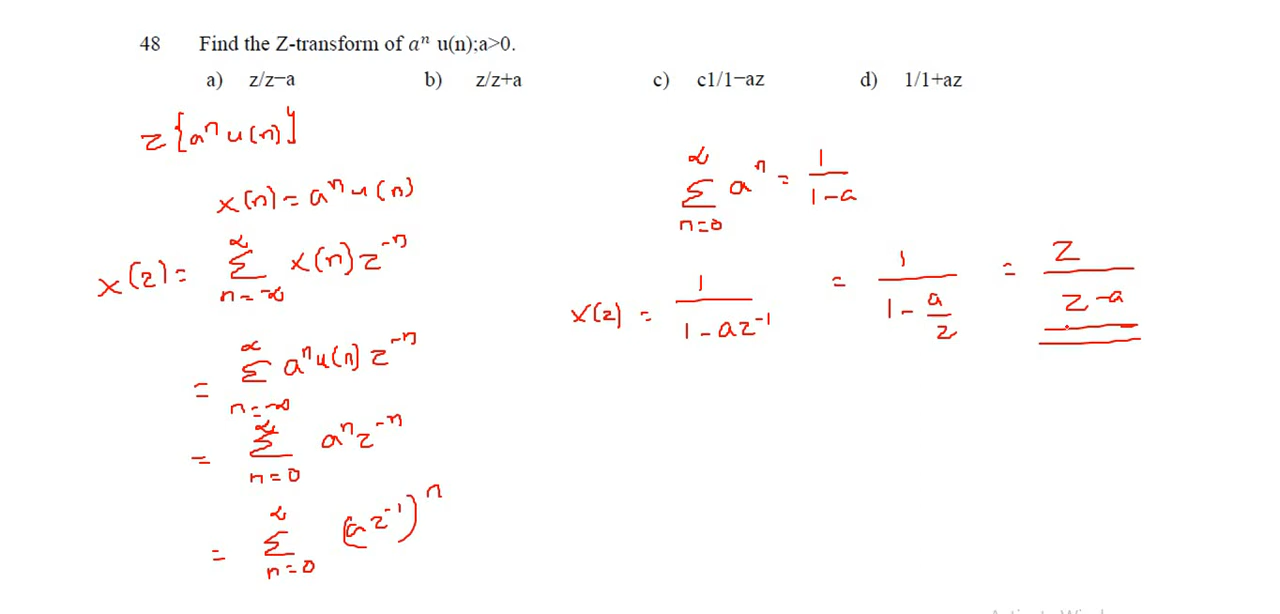 48 Find the Z-transform of aⁿ u(n);a>0.
a) z/z−a b) z/z+a c) c1/1−az d) 1/1+az
z{aⁿu(n)}
x(n) = aⁿu(n)
X(z) = ∑_{n=-∞}^{∞} x(n) z⁻ⁿ
= ∑_{n=-∞}^{∞} aⁿu(n) z⁻ⁿ
= ∑_{n=0}^{∞} aⁿz⁻ⁿ
= ∑_{n=0}^{∞} (az⁻¹)ⁿ
∑_{n=0}^{∞} aⁿ = 1/(1-a)
X(z) = 1/(1-az⁻¹) = 1/(1-a/z) = z/(z-a)